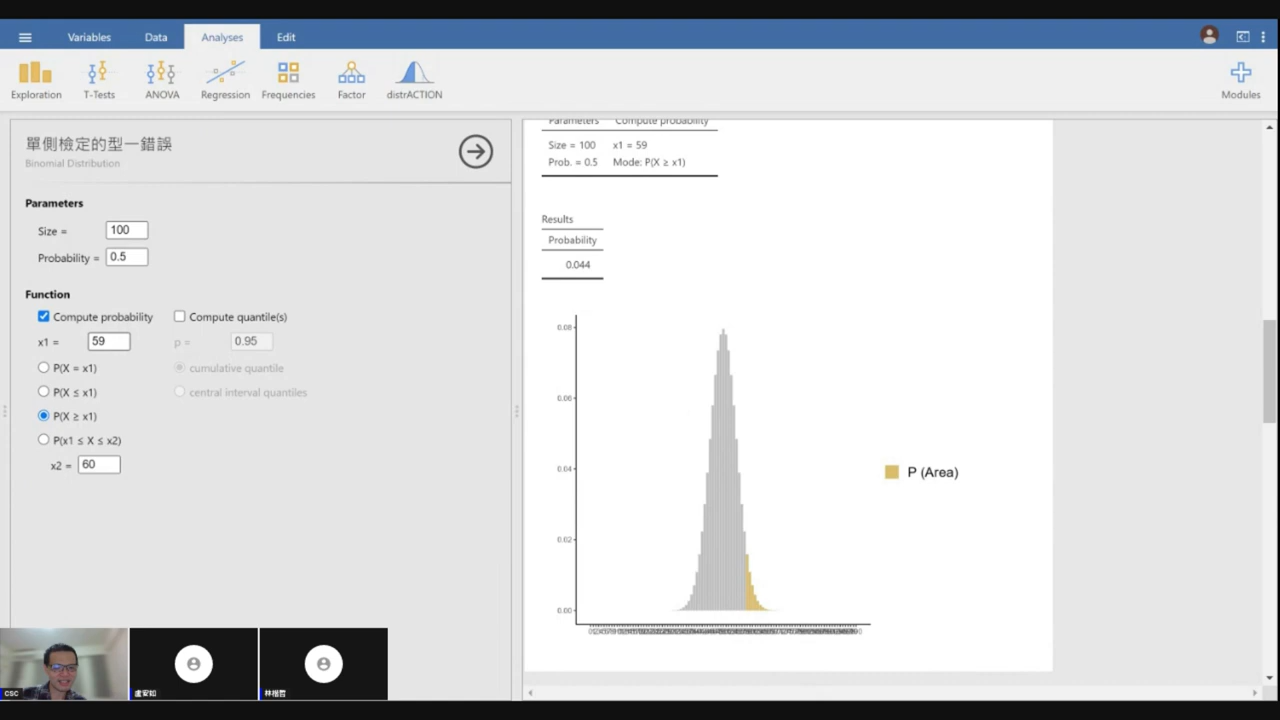 Variables
Data
Analyses
Edit
Exploration
T-Tests
ANOVA
Regression
Frequencies
Factor
distrACTION
Modules
單側檢定的型一錯誤
Binomial Distribution
Parameters
Size = 100
Probability = 0.5
Function
Compute probability
Compute quantile(s)
x1 = 59
p = 0.95
P(X = x1)
cumulative quantile
P(X ≤ x1)
central interval quantiles
P(X ≥ x1)
P(x1 ≤ X ≤ x2)
x2 = 60
Parameters Compute probability
Size = 100 x1 = 59
Prob. = 0.5 Mode: P(X ≥ x1)
Results
Probability
0.044
0.08
0.06
0.04
0.02
0.00
P (Area)
CSC
盧安如